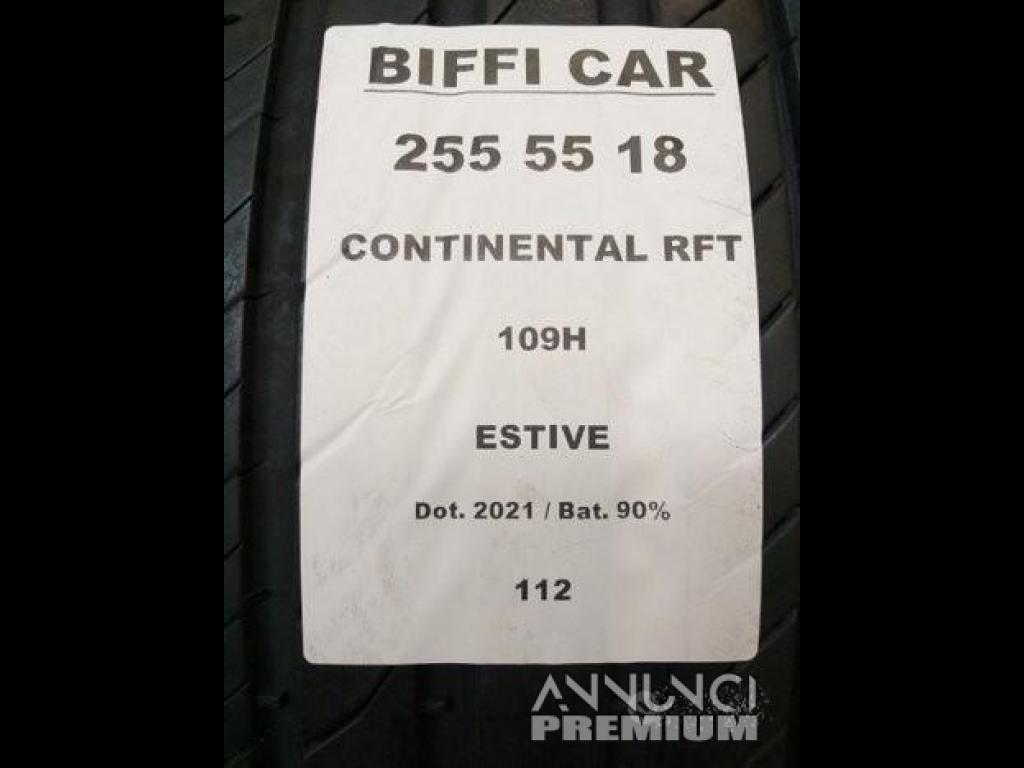 BIFFI CAR
255 55 18
CONTINENTAL RFT
109H
ESTIVE
Dot. 2021 / Bat. 90%
112
ANNUNCI
PREMIUM